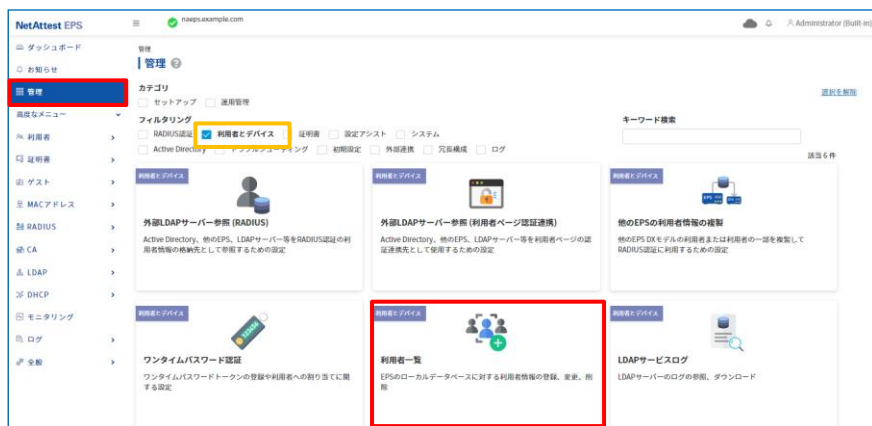 NetAttest EPS
naeps.example.com
Administrator (Built-in)
ダッシュボード
お知らせ
管理
高度なメニュー
利用者
証明書
ゲスト
MACアドレス
RADIUS
CA
LDAP
DHCP
モニタリング
ログ
全般
管理
管理
カテゴリ
セットアップ 運用管理
選択を解除
フィルタリング
キーワード検索
RADIUS認証 利用者とデバイス 証明書 設定アシスト システム
Active Directory トラブルシューティング 初期設定 外部連携 冗長構成 ログ
該当 6 件
利用者とデバイス
外部LDAPサーバー参照 (RADIUS)
Active Directory、他のEPS、LDAPサーバー等をRADIUS認証の利
用者情報の格納先として参照するための設定
利用者とデバイス
外部LDAPサーバー参照 (利用者ページ認証連携)
Active Directory、他のEPS、LDAPサーバー等を利用者ページの認
証連携先として使用するための設定
利用者とデバイス
他のEPSの利用者情報の複製
他のEPS DXモデルの利用者または利用者の一部を複製して
RADIUS認証に利用するための設定
利用者とデバイス
ワンタイムパスワード認証
ワンタイムパスワードトークンの登録や利用者への割り当てに関
する設定
利用者とデバイス
利用者一覧
EPSのローカルデータベースに対する利用者情報の登録、変更、削
除
利用者とデバイス
LDAPサービスログ
LDAPサーバーのログの参照、ダウンロード